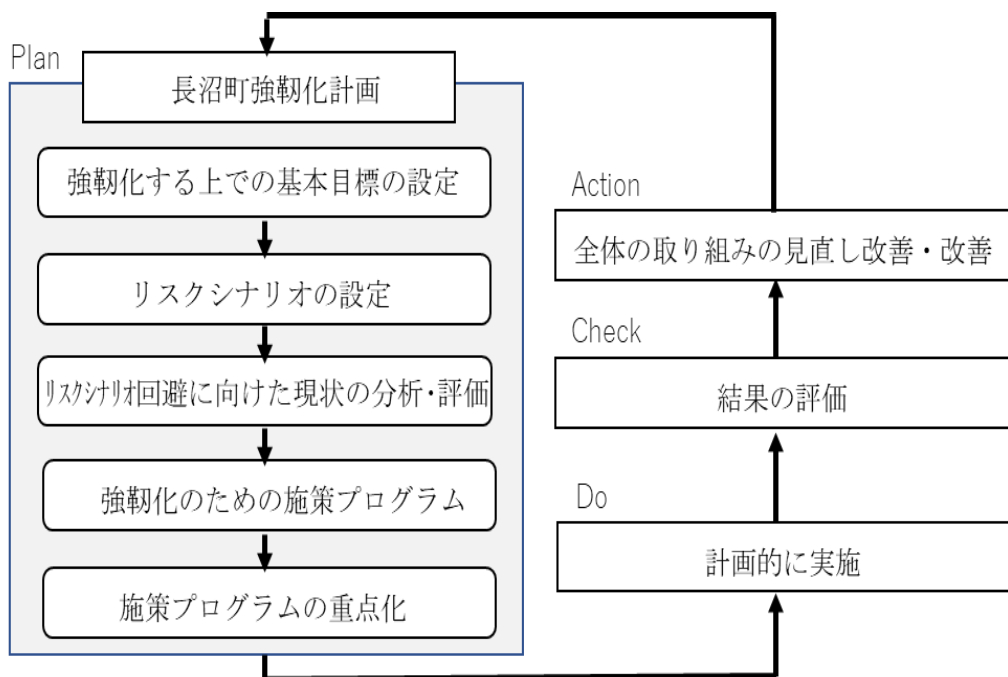 Plan
長沼町強靱化計画
強靱化する上での基本目標の設定
リスクシナリオの設定
ﾘｽｸｼﾅﾘｵ回避に向けた現状の分析・評価
強靱化のための施策プログラム
施策プログラムの重点化
Action
全体の取り組みの見直し改善・改善
Check
結果の評価
Do
計画的に実施